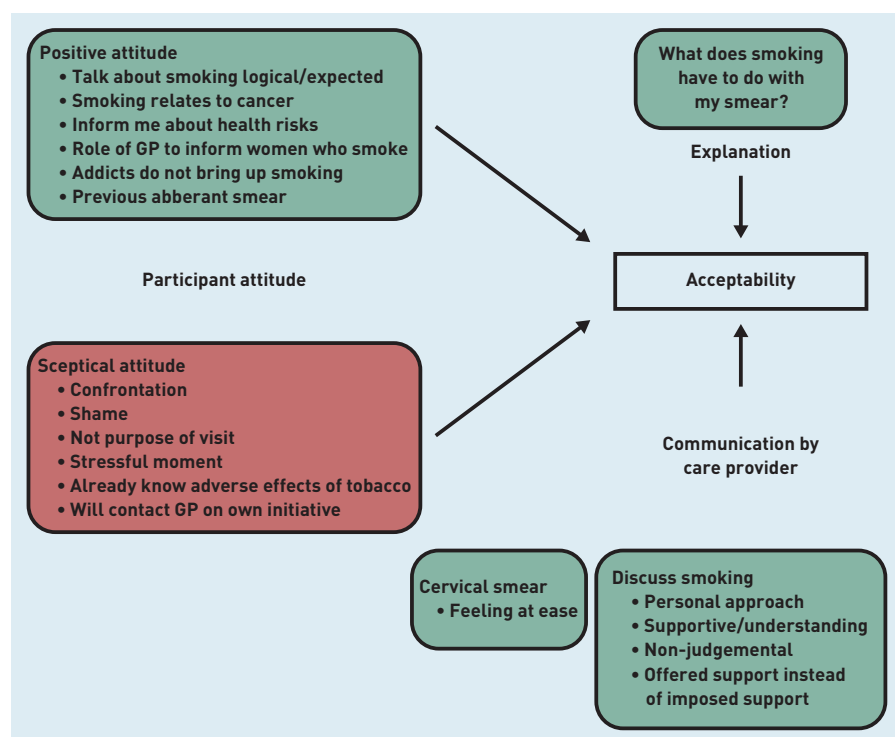 Positive attitude
• Talk about smoking logical/expected
• Smoking relates to cancer
• Inform me about health risks
• Role of GP to inform women who smoke
• Addicts do not bring up smoking
• Previous abberant smear
What does smoking
have to do with
my smear?
Explanation
Participant attitude
Acceptability
Sceptical attitude
• Confrontation
• Shame
• Not purpose of visit
• Stressful moment
• Already know adverse effects of tobacco
• Will contact GP on own initiative
Communication by
care provider
Cervical smear
• Feeling at ease
Discuss smoking
• Personal approach
• Supportive/understanding
• Non-judgemental
• Offered support instead
of imposed support